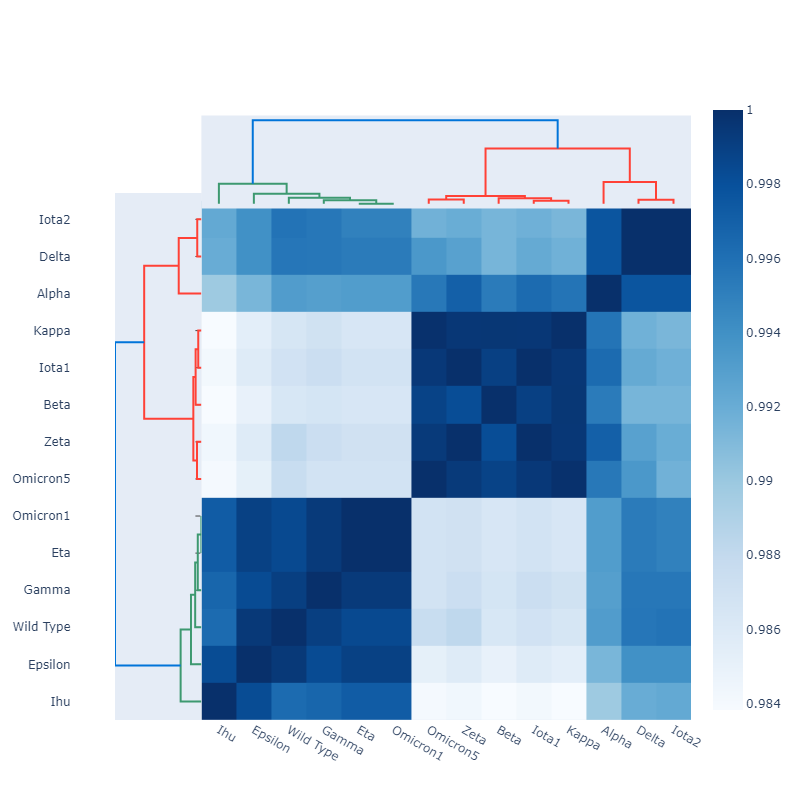 Iota2
Delta
Alpha
Kappa
Iota1
Beta
Zeta
Omicron5
Omicron1
Eta
Gamma
Wild Type
Epsilon
Ihu
Ihu
Epsilon
Wild Type
Gamma
Eta
Omicron1
Omicron5
Zeta
Beta
Iota1
Kappa
Alpha
Delta
Iota2
1
0.998
0.996
0.994
0.992
0.99
0.988
0.986
0.984